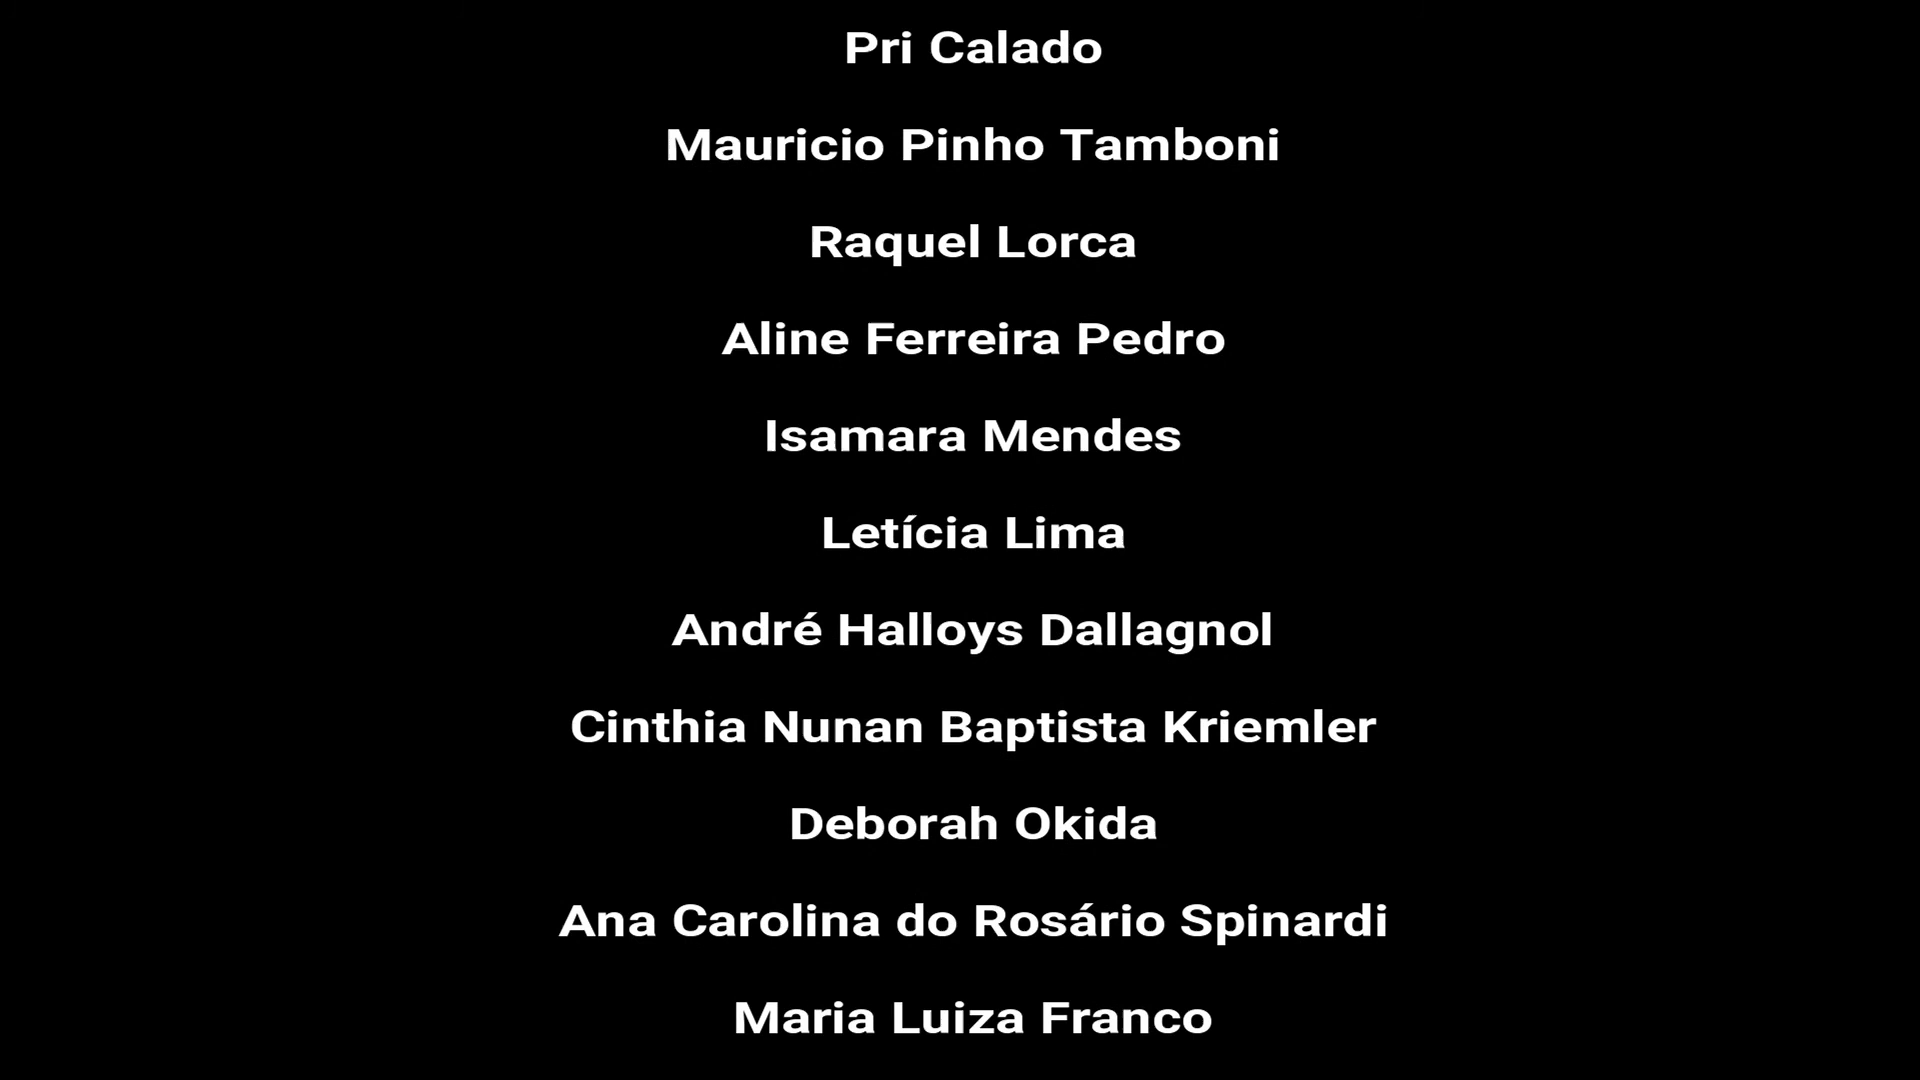 Pri Calado
Mauricio Pinho Tamboni
Raquel Lorca
Aline Ferreira Pedro
Isamara Mendes
Letícia Lima
André Halloys Dallagnol
Cinthia Nunan Baptista Kriemler
Deborah Okida
Ana Carolina do Rosário Spinardi
Maria Luiza Franco